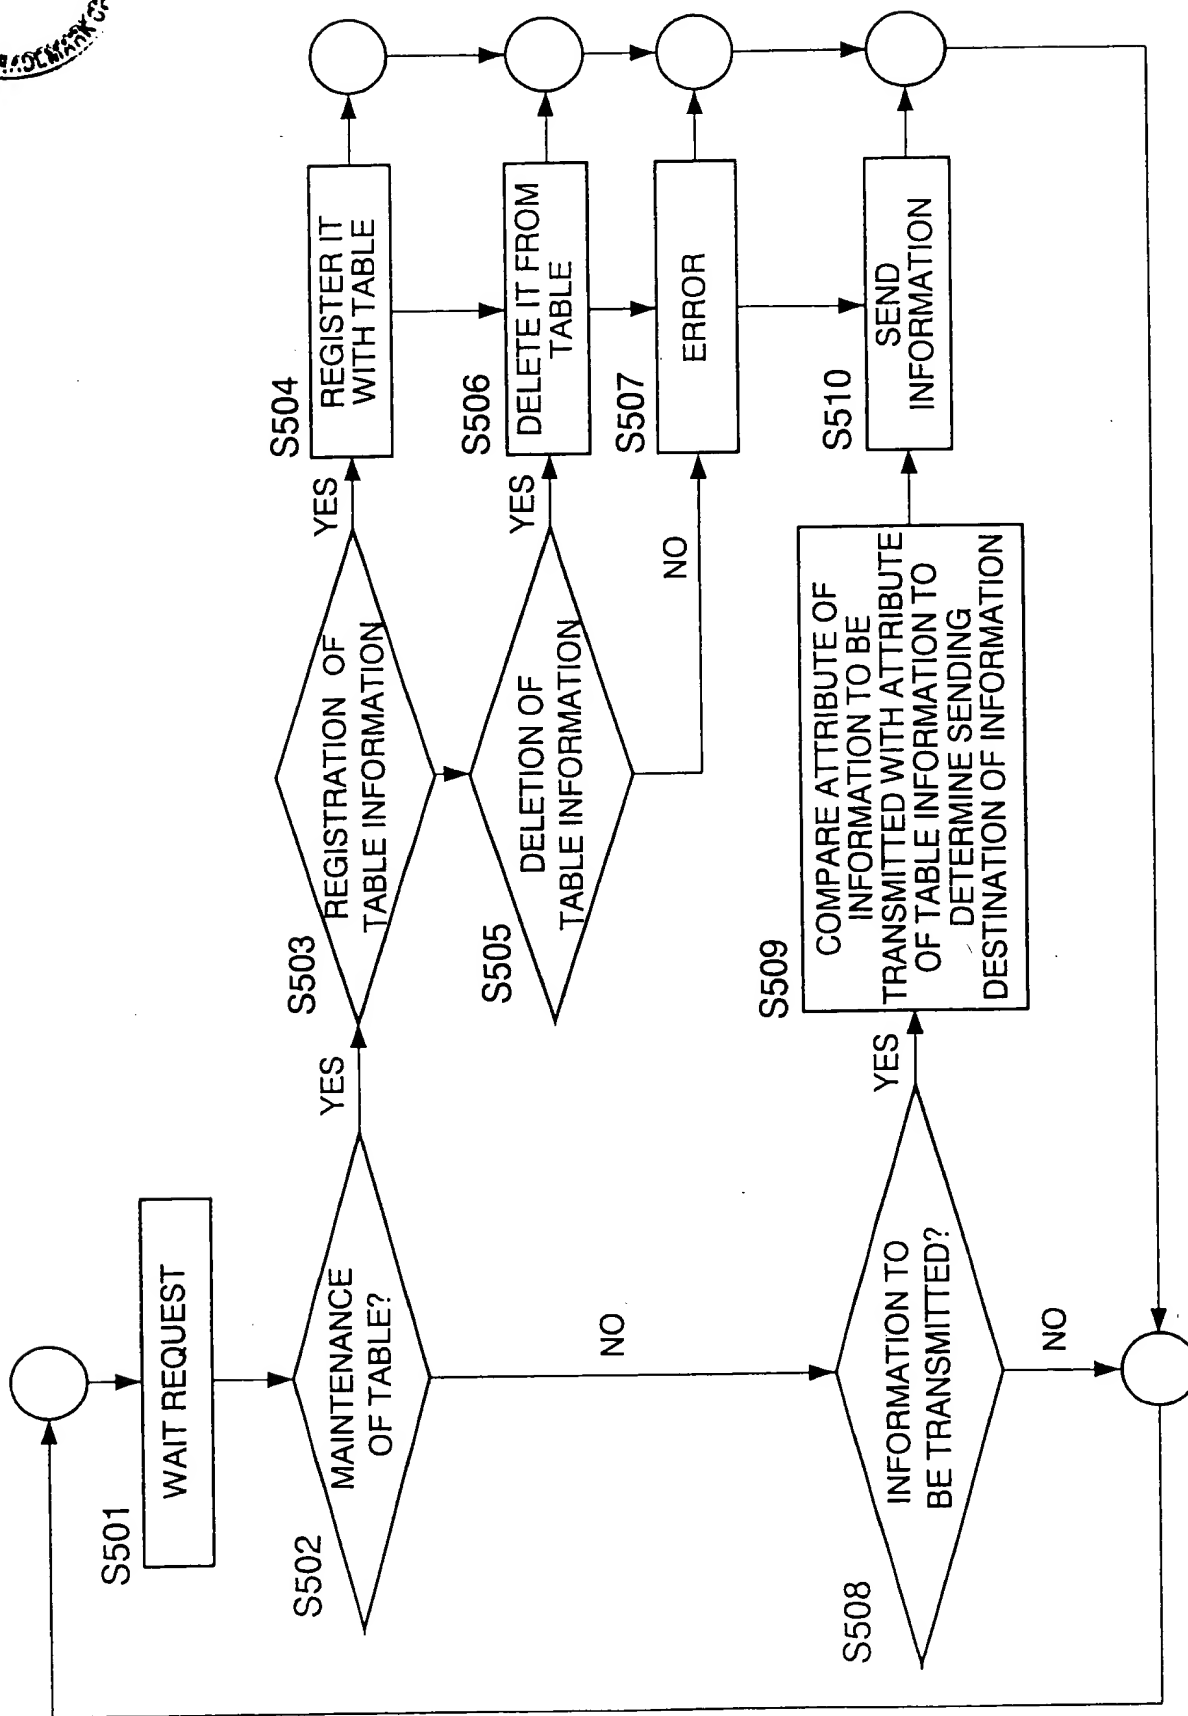 S501
WAIT REQUEST
S502
MAINTENANCE
OF TABLE?
YES
NO
S503
REGISTRATION OF
TABLE INFORMATION
YES
S504
REGISTER IT
WITH TABLE
S505
DELETION OF
TABLE INFORMATION
YES
S506
DELETE IT FROM
TABLE
NO
S507
ERROR
S508
INFORMATION TO
BE TRANSMITTED?
YES
NO
S509
COMPARE ATTRIBUTE OF
INFORMATION TO BE
TRANSMITTED WITH ATTRIBUTE
OF TABLE INFORMATION TO
DETERMINE SENDING
DESTINATION OF INFORMATION
S510
SEND
INFORMATION